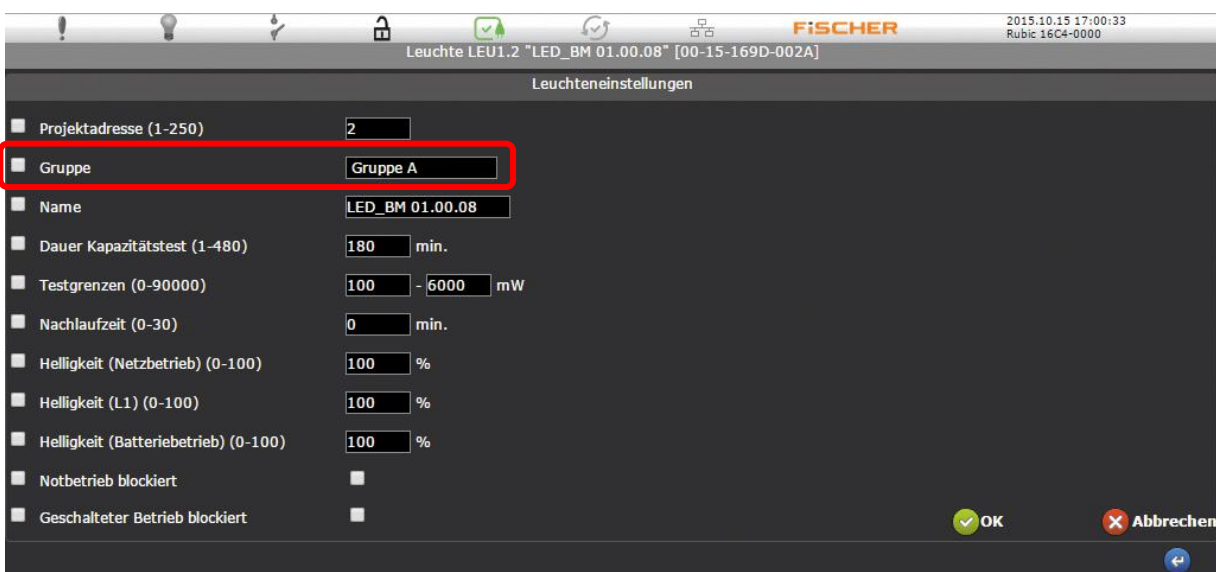 FiSCHER
2015.10.15 17:00:33
Rubic 16C4-0000
Leuchte LEU1.2 "LED_BM 01.00.08" [00-15-169D-002A]
Leuchteneinstellungen
Projektadresse (1-250) 2
Gruppe Gruppe A
Name LED_BM 01.00.08
Dauer Kapazitätstest (1-480) 180 min.
Testgrenzen (0-90000) 100 - 6000 mW
Nachlaufzeit (0-30) 0 min.
Helligkeit (Netzbetrieb) (0-100) 100 %
Helligkeit (L1) (0-100) 100 %
Helligkeit (Batteriebetrieb) (0-100) 100 %
Notbetrieb blockiert
Geschalteter Betrieb blockiert
OK Abbrechen